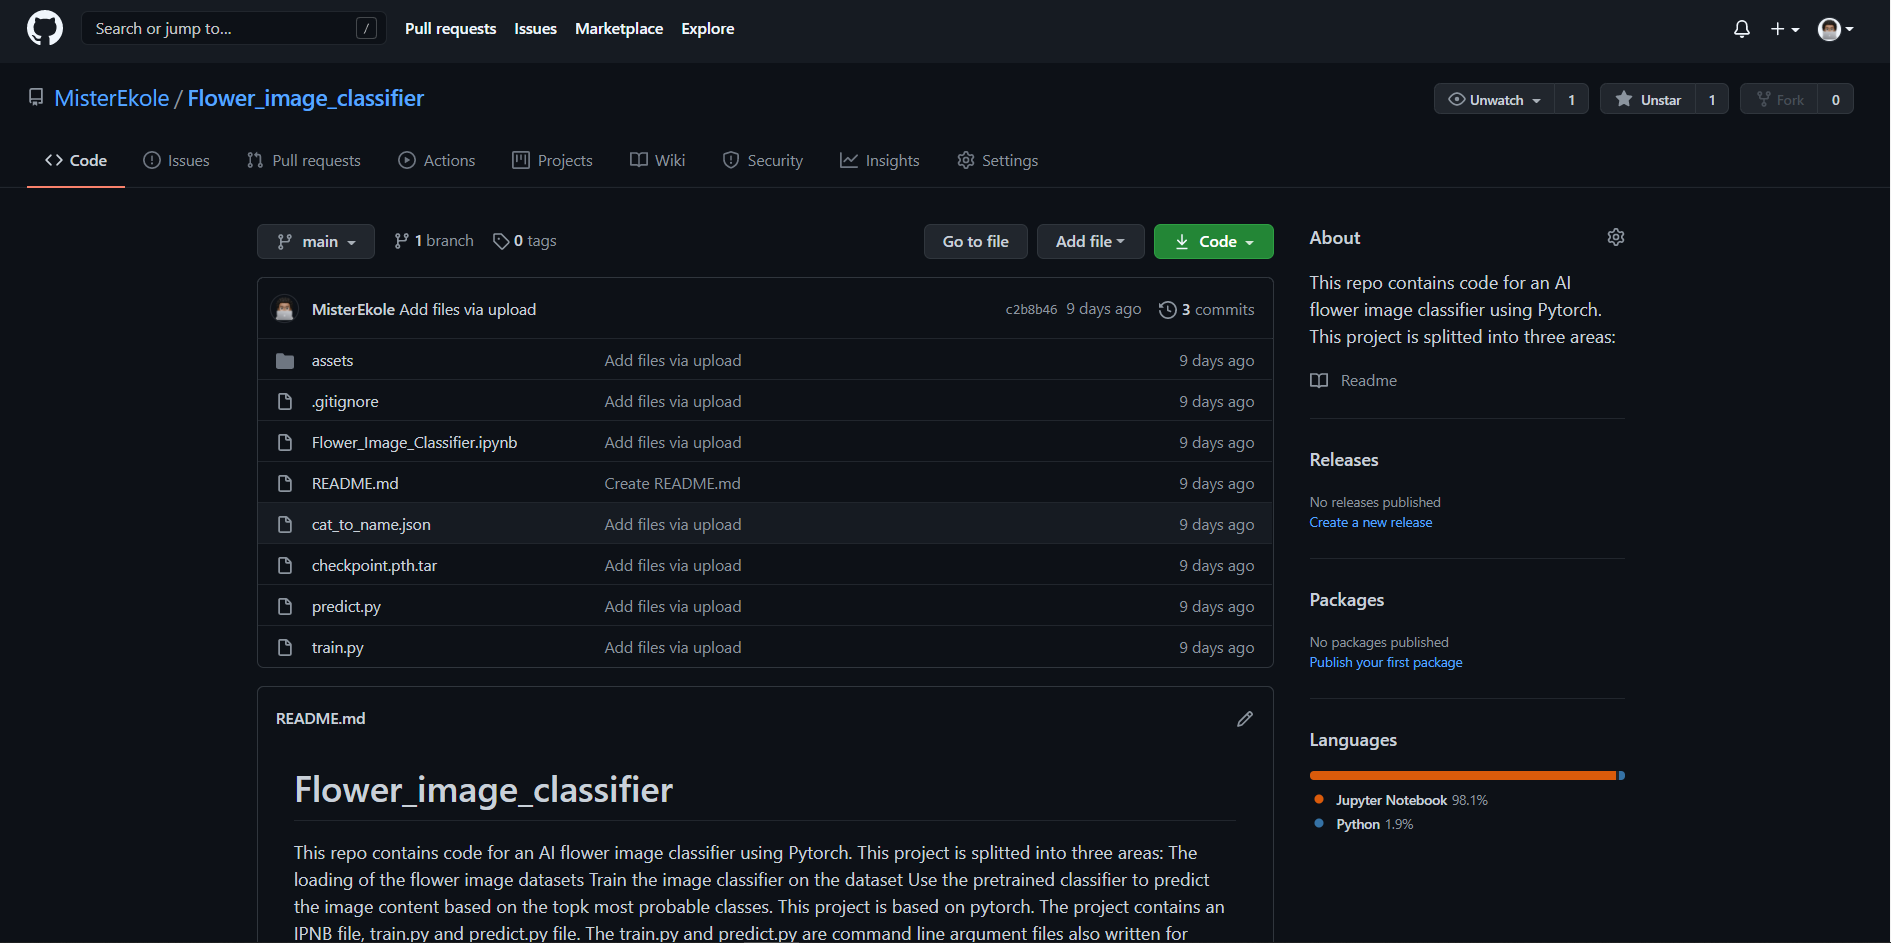 Search or jump to... /
Pull requests Issues Marketplace Explore
MisterEkole / Flower_image_classifier
Unwatch 1 Unstar 1 Fork 0
Code Issues Pull requests Actions Projects Wiki Security Insights Settings
main 1 branch 0 tags
Go to file Add file Code
MisterEkole Add files via upload c2b8b46 9 days ago 3 commits
assets Add files via upload 9 days ago
.gitignore Add files via upload 9 days ago
Flower_Image_Classifier.ipynb Add files via upload 9 days ago
README.md Create README.md 9 days ago
cat_to_name.json Add files via upload 9 days ago
checkpoint.pth.tar Add files via upload 9 days ago
predict.py Add files via upload 9 days ago
train.py Add files via upload 9 days ago
README.md
Flower_image_classifier
This repo contains code for an AI flower image classifier using Pytorch. This project is splitted into three areas: The
loading of the flower image datasets Train the image classifier on the dataset Use the pretrained classifier to predict
the image content based on the topk most probable classes. This project is based on pytorch. The project contains an
IPNB file, train.py and predict.py file. The train.py and predict.py are command line argument files also written for
About
This repo contains code for an AI
flower image classifier using Pytorch.
This project is splitted into three areas:
Readme
Releases
No releases published
Create a new release
Packages
No packages published
Publish your first package
Languages
Jupyter Notebook 98.1%
Python 1.9%